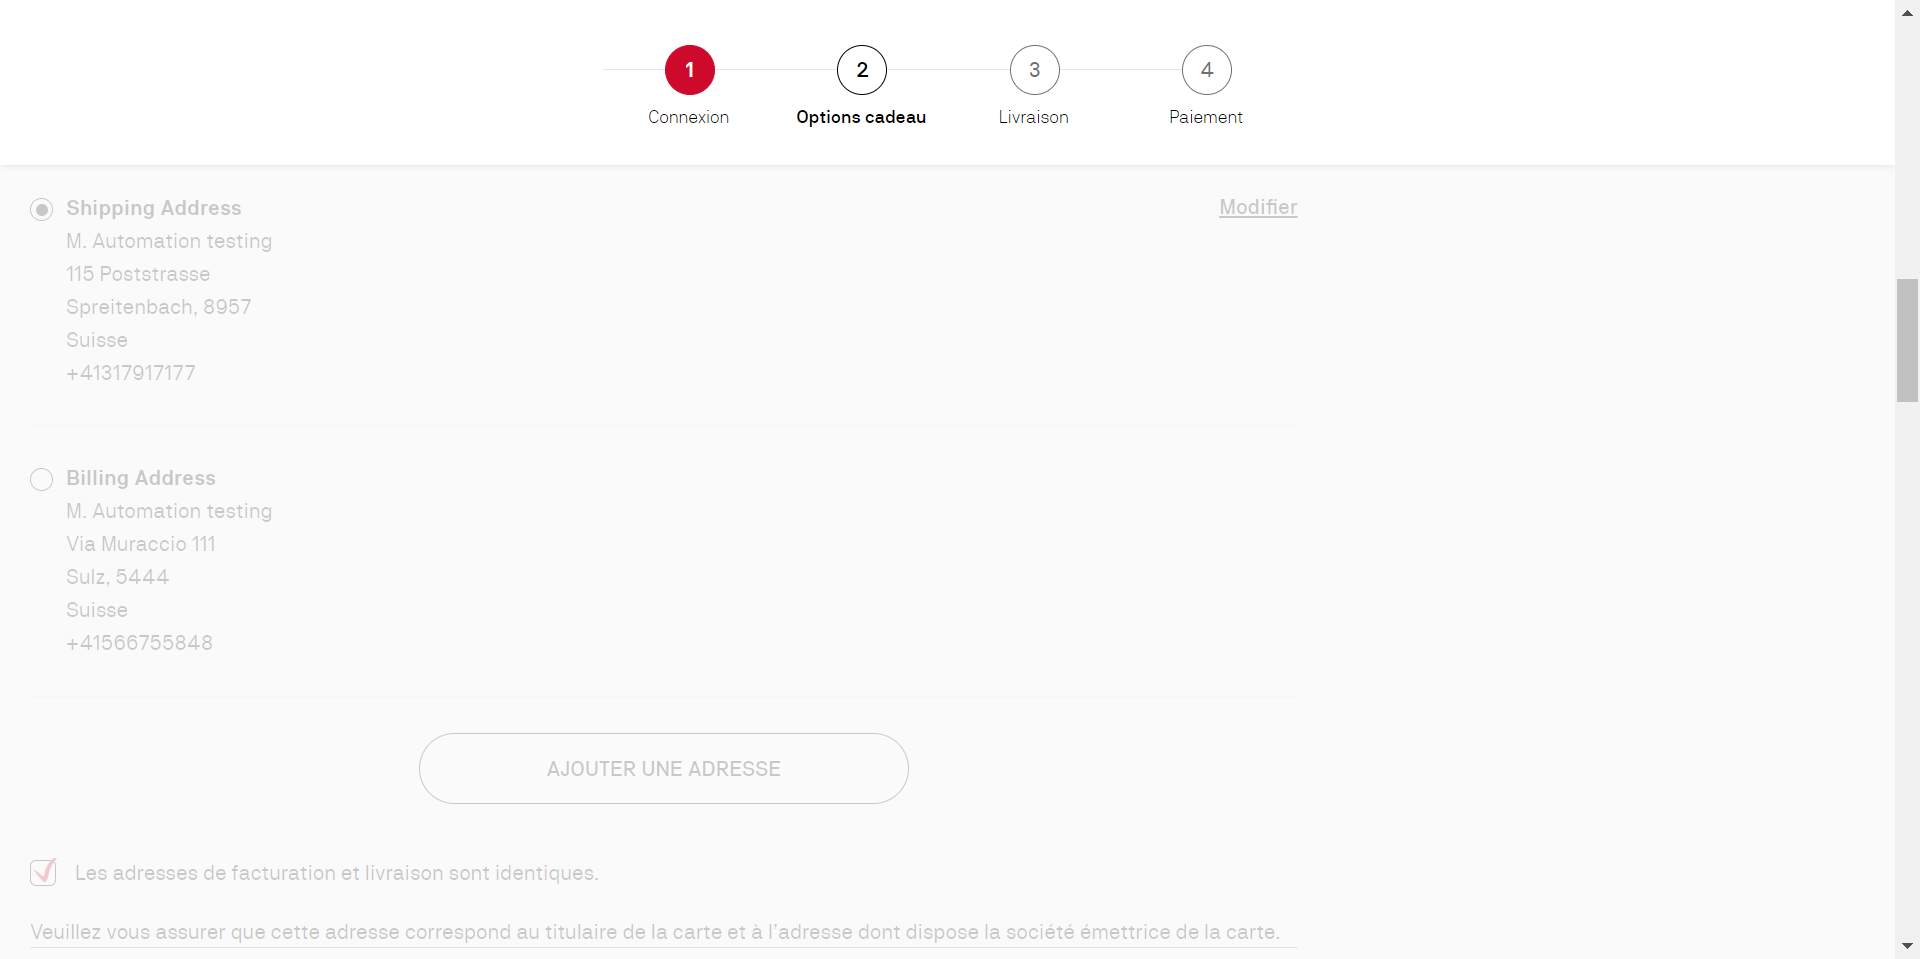 1
2
3
4
Connexion
Options cadeau
Livraison
Paiement
Shipping Address
Modifier
M. Automation testing
115 Poststrasse
Spreitenbach, 8957
Suisse
+41317917177
Billing Address
M. Automation testing
Via Muraccio 111
Sulz, 5444
Suisse
+41566755848
AJOUTER UNE ADRESSE
Les adresses de facturation et livraison sont identiques.
Veuillez vous assurer que cette adresse correspond au titulaire de la carte et à l’adresse dont dispose la société émettrice de la carte.